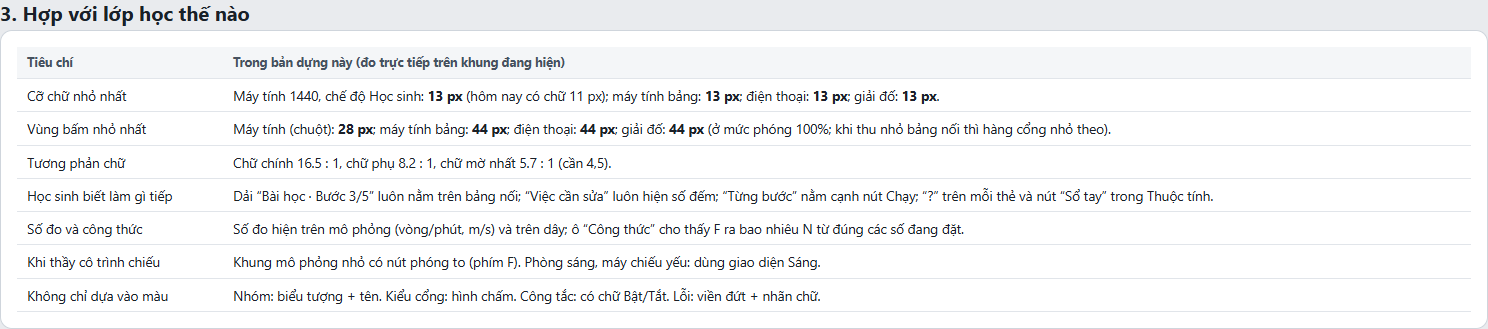 3. Hợp với lớp học thế nào
Tiêu chí Trong bản dựng này (đo trực tiếp trên khung đang hiện)
Cỡ chữ nhỏ nhất Máy tính 1440, chế độ Học sinh: 13 px (hôm nay có chữ 11 px); máy tính bảng: 13 px; điện thoại: 13 px; giải đố: 13 px.
Vùng bấm nhỏ nhất Máy tính (chuột): 28 px; máy tính bảng: 44 px; điện thoại: 44 px; giải đố: 44 px (ở mức phóng 100%; khi thu nhỏ bảng nối thì hàng cổng nhỏ theo).
Tương phản chữ Chữ chính 16.5 : 1, chữ phụ 8.2 : 1, chữ mờ nhất 5.7 : 1 (cần 4,5).
Học sinh biết làm gì tiếp Dải “Bài học · Bước 3/5” luôn nằm trên bảng nối; “Việc cần sửa” luôn hiện số đếm; “Từng bước” nằm cạnh nút Chạy; “?” trên mỗi thẻ và nút “Sổ tay” trong Thuộc tính.
Số đo và công thức Số đo hiện trên mô phỏng (vòng/phút, m/s) và trên dây; ô “Công thức” cho thấy F ra bao nhiêu N từ đúng các số đang đặt.
Khi thầy cô trình chiếu Khung mô phỏng nhỏ có nút phóng to (phím F). Phòng sáng, máy chiếu yếu: dùng giao diện Sáng.
Không chỉ dựa vào màu Nhóm: biểu tượng + tên. Kiểu cổng: hình chấm. Công tắc: có chữ Bật/Tắt. Lỗi: viền đứt + nhãn chữ.